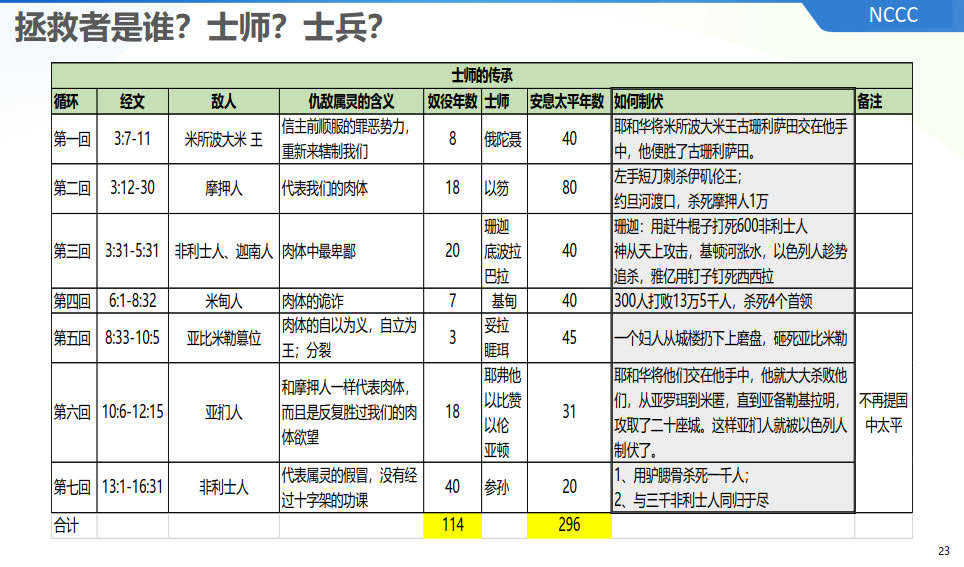 拯救者是谁？士师？士兵？
NCCC
士师的传承
循环 经文 敌人 仇敌属灵的含义 奴役年数 士师 安息太平年数 如何制伏 备注
第一回 3:7-11 米所波大米 王 信主前顺服的罪恶势力， 8 俄陀聂 40 耶和华将米所波大米王古珊利萨田交在他手
重新来辖制我们 中，他便胜了古珊利萨田。
第二回 3:12-30 摩押人 代表我们的肉体 18 以笏 80 左手短刀刺杀伊矶伦王；
约旦河渡口，杀死摩押人1万
第三回 3:31-5:31 非利士人、迦南人 肉体中最卑鄙 20 珊迦 40 珊迦：用赶牛棍子打死600非利士人
底波拉 神从天上攻击，基顿河涨水，以色列人趁势
巴拉 追杀，雅亿用钉子钉死西西拉
第四回 6:1-8:32 米甸人 肉体的诡诈 7 基甸 40 300人打败13万5千人，杀死4个首领
第五回 8:33-10:5 亚比米勒篡位 肉体的自以为义，自立为 3 妥拉 45 一个妇人从城楼扔下上磨盘，砸死亚比米勒
王；分裂 睚珥
第六回 10:6-12:15 亚扪人 和摩押人一样代表肉体， 18 耶弗他 31 耶和华将他们交在他手中，他就大大杀败他
而且是反复胜过我们的肉 以比赞 们，从亚罗珥到米匿，直到亚备勒基拉明，
体欲望 以伦 攻取了二十座城。这样亚扪人就被以色列人
亚顿 制伏了。
不再提国
中太平
第七回 13:1-16:31 非利士人 代表属灵的假冒，没有经 40 参孙 20 1、用驴腮骨杀死一千人；
过十字架的功课 2、与三千非利士人同归于尽
合计 114 296
23